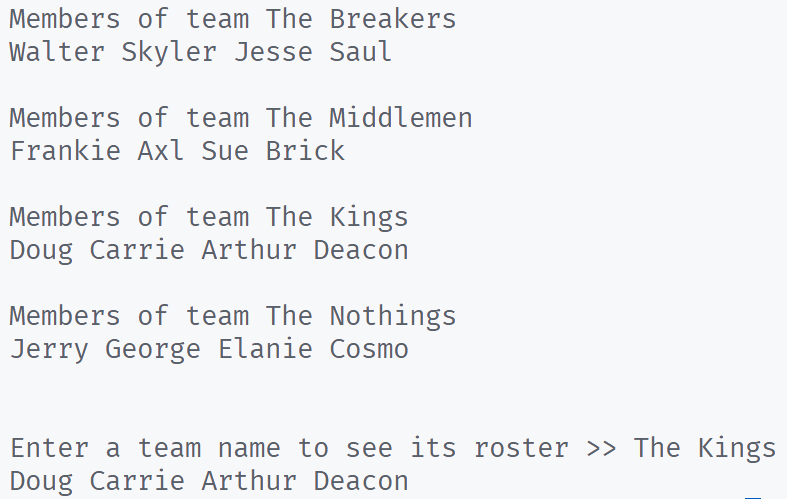 Members of team The Breakers
Walter Skyler Jesse Saul
Members of team The Middlemen
Frankie Axl Sue Brick
Members of team The Kings
Doug Carrie Arthur Deacon
Members of team The Nothings
Jerry George Elanie Cosmo
Enter a team name to see its roster >> The Kings
Doug Carrie Arthur Deacon